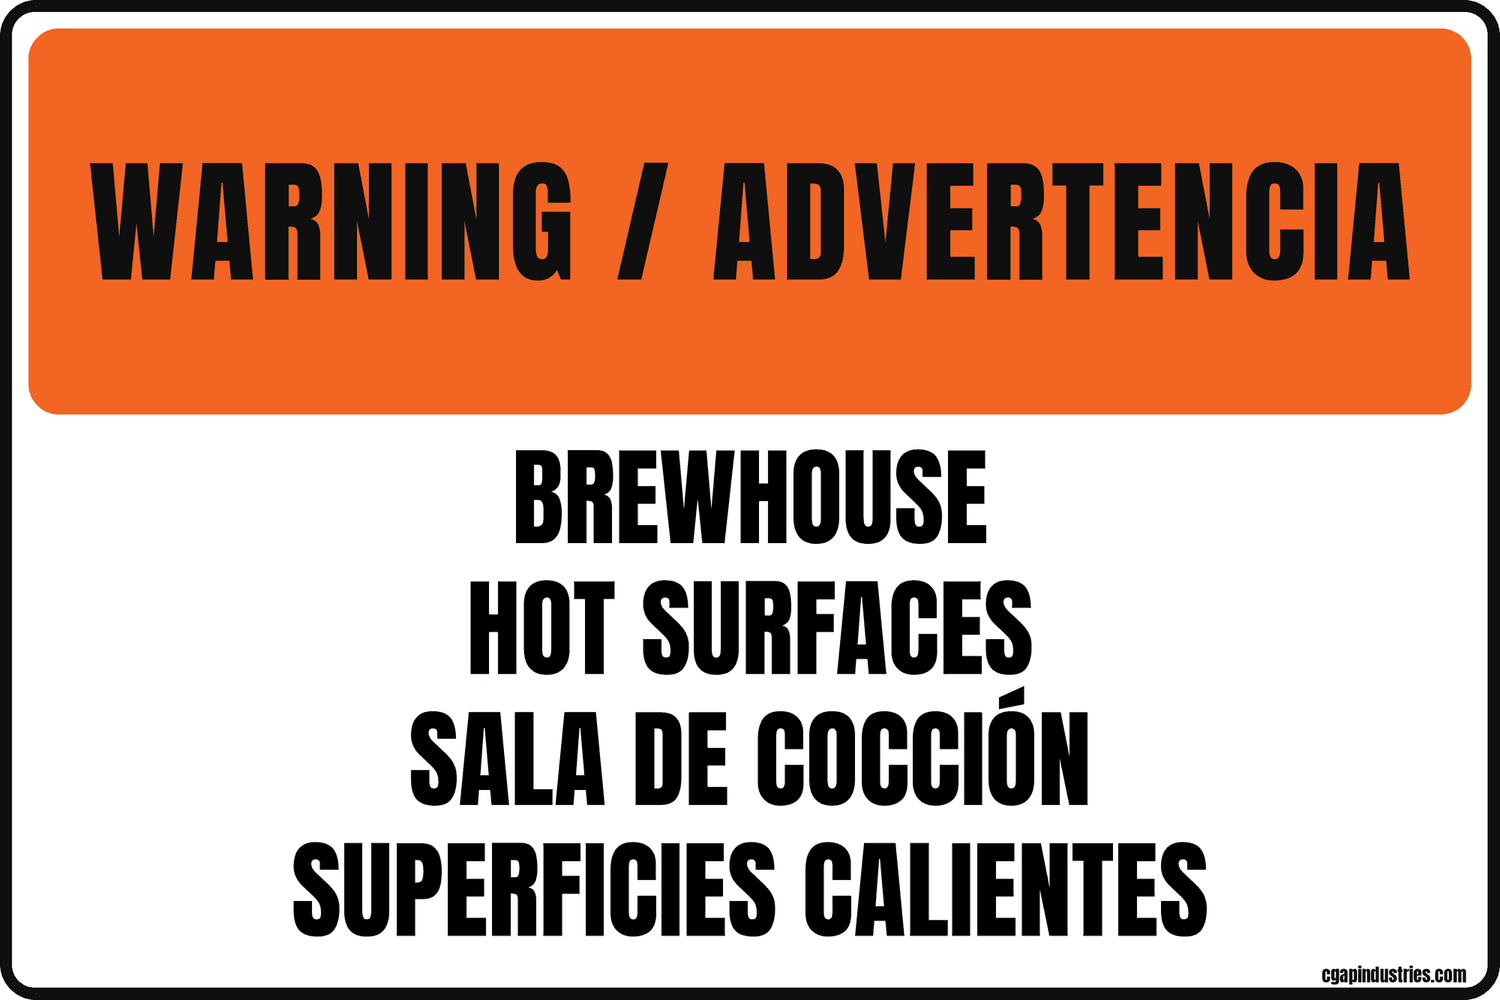 WARNING / ADVERTENCIA
BREWHOUSE
HOT SURFACES
SALA DE COCCIÓN
SUPERFICIES CALIENTES
cgapindustries.com